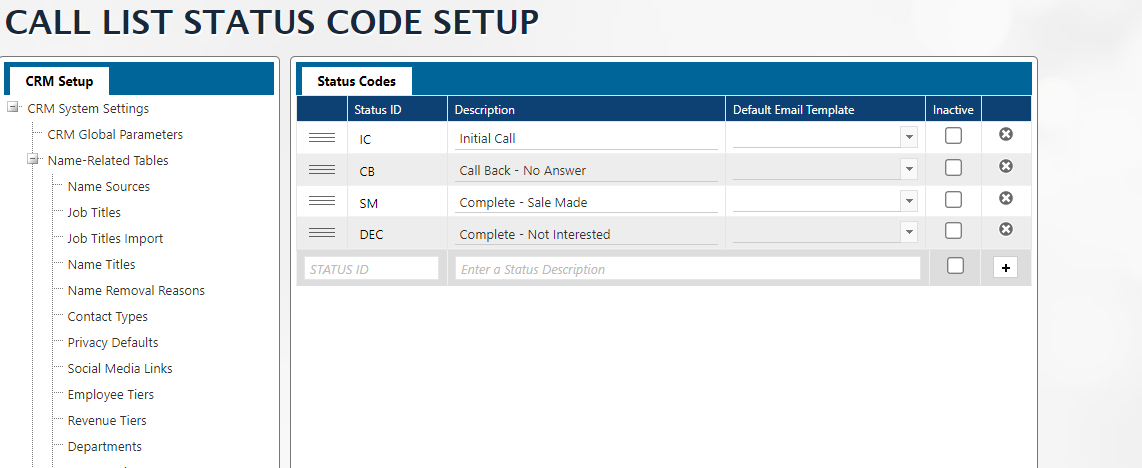 CALL LIST STATUS CODE SETUP
CRM Setup
CRM System Settings
CRM Global Parameters
Name-Related Tables
Name Sources
Job Titles
Job Titles Import
Name Titles
Name Removal Reasons
Contact Types
Privacy Defaults
Social Media Links
Employee Tiers
Revenue Tiers
Departments
Status Codes
Status ID Description Default Email Template Inactive
IC Initial Call
CB Call Back - No Answer
SM Complete - Sale Made
DEC Complete - Not Interested
STATUS ID Enter a Status Description